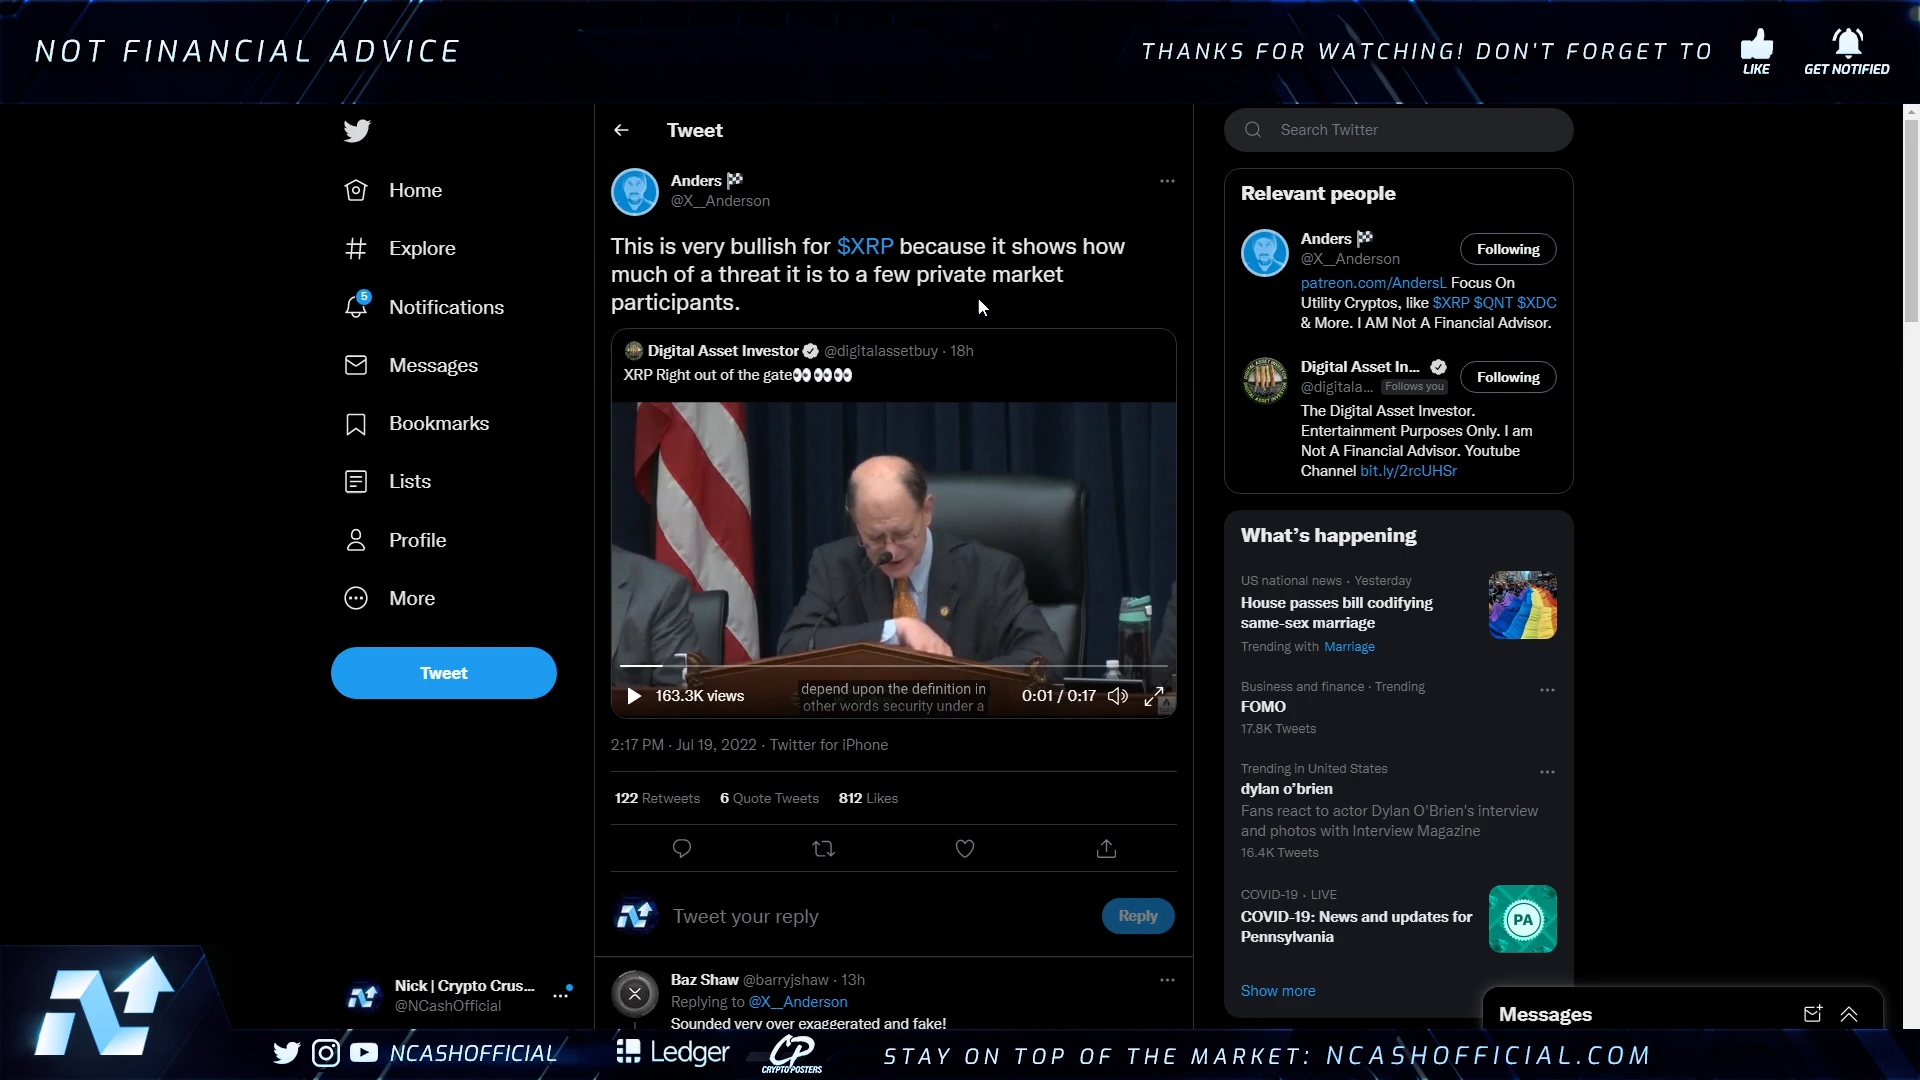 NOT FINANCIAL ADVICE
THANKS FOR WATCHING! DON'T FORGET TO
LIKE
GET NOTIFIED
Home
Explore
5
Notifications
Messages
Bookmarks
Lists
Profile
More
Tweet
Nick | Crypto Crus...
@NCashOfficial
Tweet
Anders
@X__Anderson
This is very bullish for $XRP because it shows how
much of a threat it is to a few private market
participants.
Digital Asset Investor @digitalassetbuy · 18h
XRP Right out of the gate👀👀👀
depend upon the definition in
other words security under a
163.3K views
0:01 / 0:17
2:17 PM · Jul 19, 2022 · Twitter for iPhone
122 Retweets 6 Quote Tweets 812 Likes
Tweet your reply
Reply
Baz Shaw @barryjshaw · 13h
Replying to @X__Anderson
Sounded very over exaggerated and fake!
Search Twitter
Relevant people
Anders
@X__Anderson
Following
patreon.com/AndersL Focus On
Utility Cryptos, like $XRP $QNT $XDC
& More. I AM Not A Financial Advisor.
Digital Asset In...
@digitala... Follows you
Following
The Digital Asset Investor.
Entertainment Purposes Only. I am
Not A Financial Advisor. Youtube
Channel bit.ly/2rcUHSr
What's happening
US national news · Yesterday
House passes bill codifying
same-sex marriage
Trending with Marriage
Business and finance · Trending
FOMO
17.8K Tweets
Trending in United States
dylan o'brien
Fans react to actor Dylan O'Brien's interview
and photos with Interview Magazine
16.4K Tweets
COVID-19 · LIVE
COVID-19: News and updates for
Pennsylvania
PA
Show more
Messages
NCASHOFFICIAL
Ledger
CP
CRYPTO POSTERS
STAY ON TOP OF THE MARKET: NCASHOFFICIAL.COM